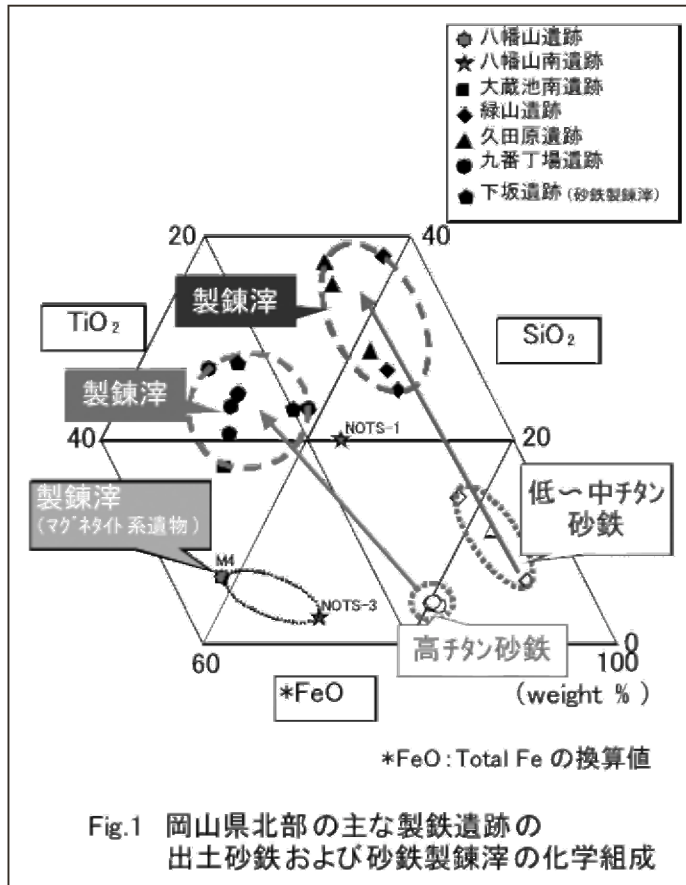 八幡山遺跡
八幡山南遺跡
大蔵池南遺跡
緑山遺跡
久田原遺跡
九番丁場遺跡
下坂遺跡(砂鉄製錬滓)
20
40
製錬滓
TiO₂
SiO₂
製錬滓
NOTS-1
40
20
製錬滓
(マグネタイト系遺物)
低～中チタン
砂鉄
M4
NOTS-3
高チタン砂鉄
0
60
100
*FeO
(weight %)
*FeO:Total Fe の換算値
Fig.1 岡山県北部の主な製鉄遺跡の
出土砂鉄および砂鉄製錬滓の化学組成